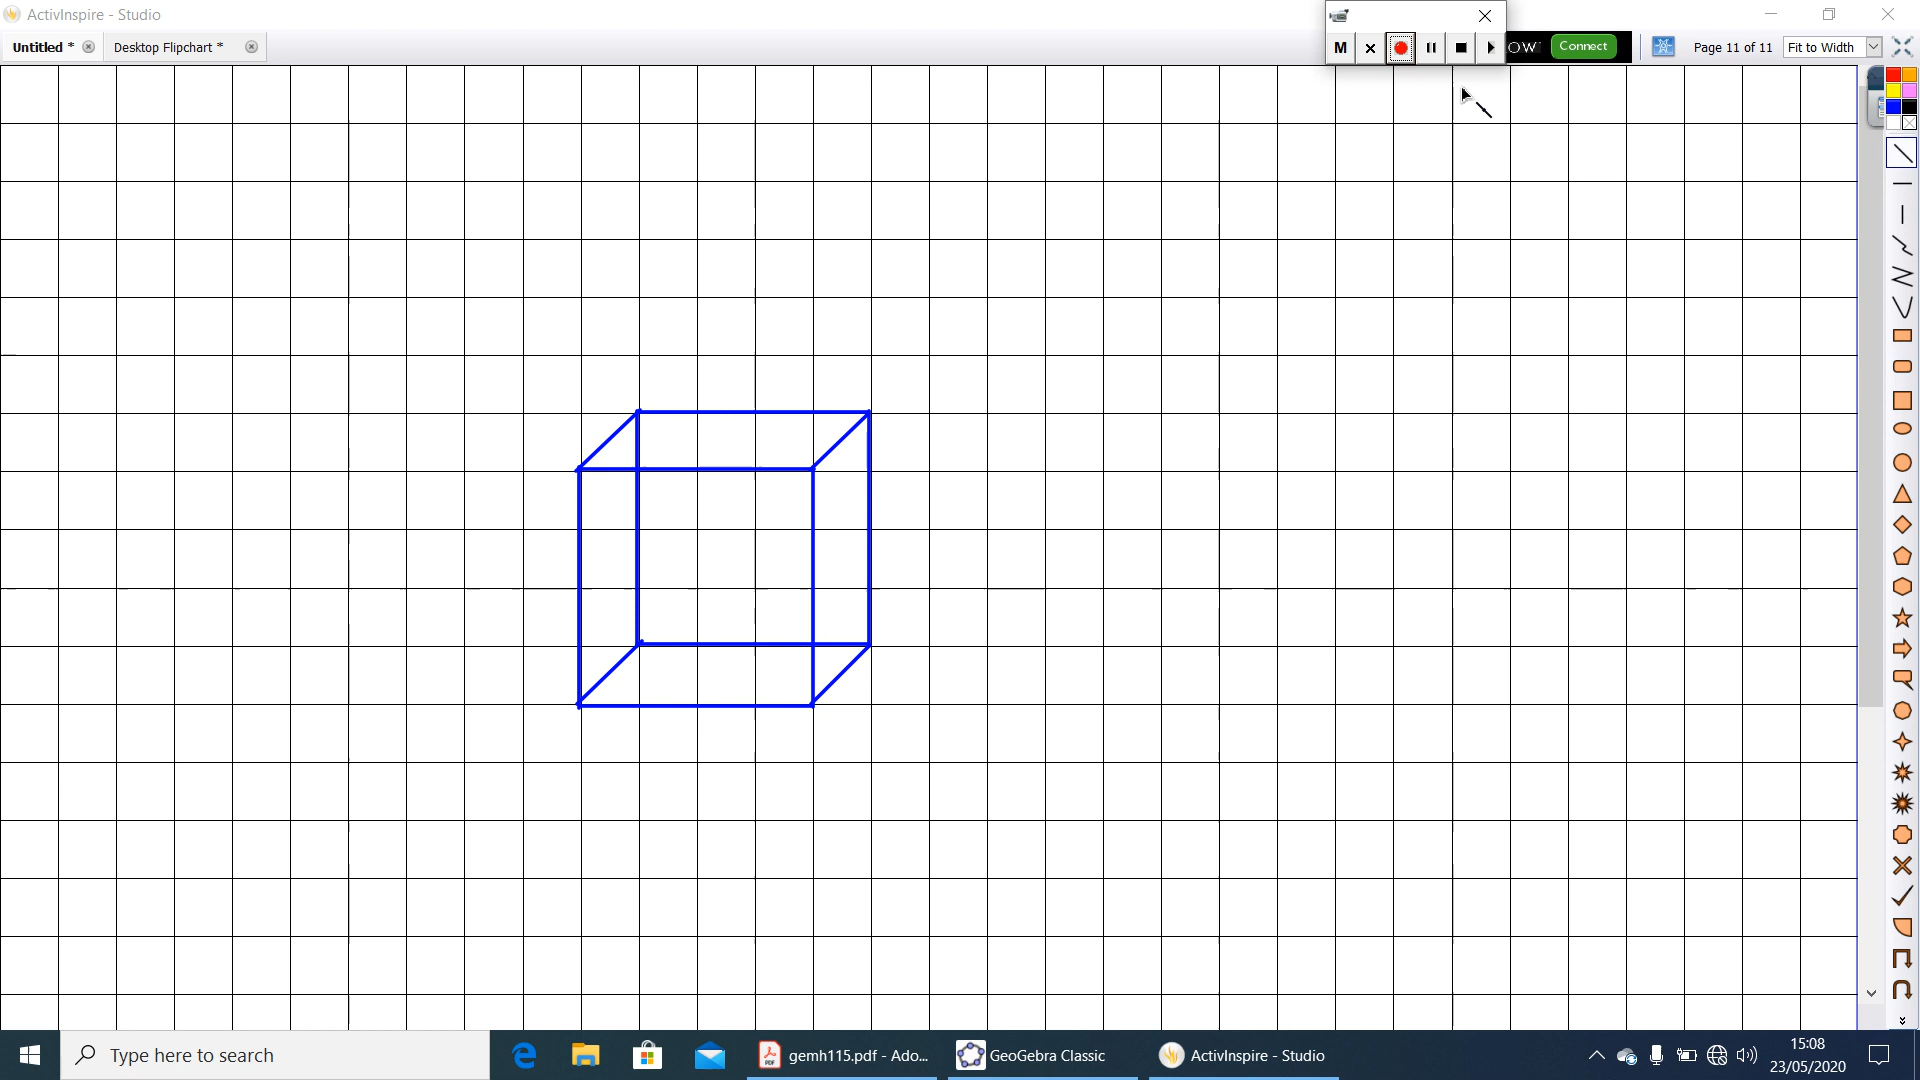 ActivInspire - Studio
Untitled *
Desktop Flipchart *
M
Connect
Page 11 of 11
Fit to Width
Type here to search
gemh115.pdf - Ado...
GeoGebra Classic
ActivInspire - Studio
15:08
23/05/2020